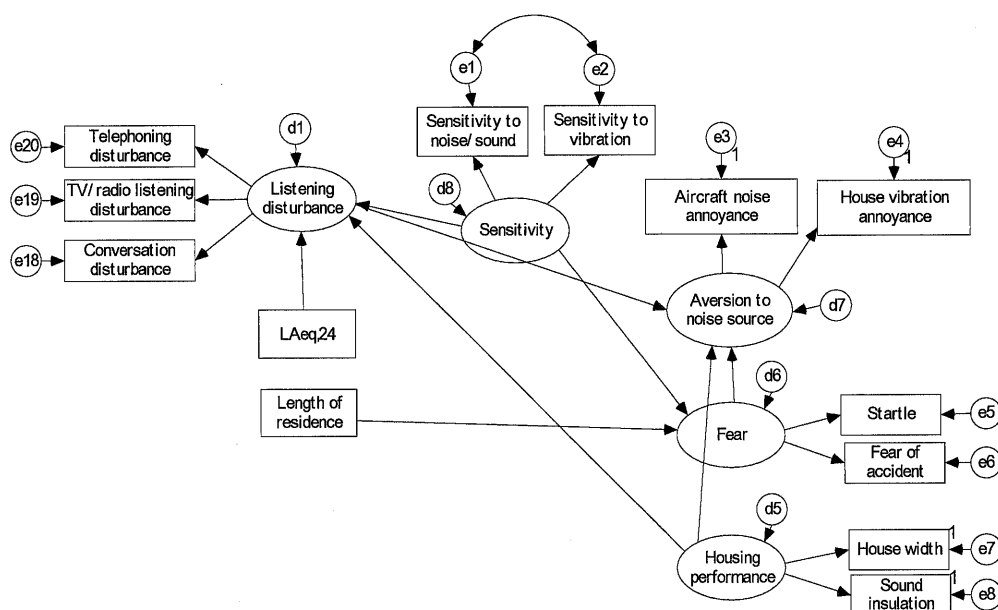 e1
e2
Sensitivity to
noise/ sound
Sensitivity to
vibration
e20
Telephoning
disturbance
d1
e3
1
e4
1
e19
TV/ radio listening
disturbance
Listening
disturbance
d8
Sensitivity
Aircraft noise
annoyance
House vibration
annoyance
e18
Conversation
disturbance
Aversion to
noise source
d7
LAeq,24
Length of
residence
d6
Fear
Startle
e5
Fear of
accident
e6
d5
Housing
performance
House width
1
e7
Sound
insulation
1
e8